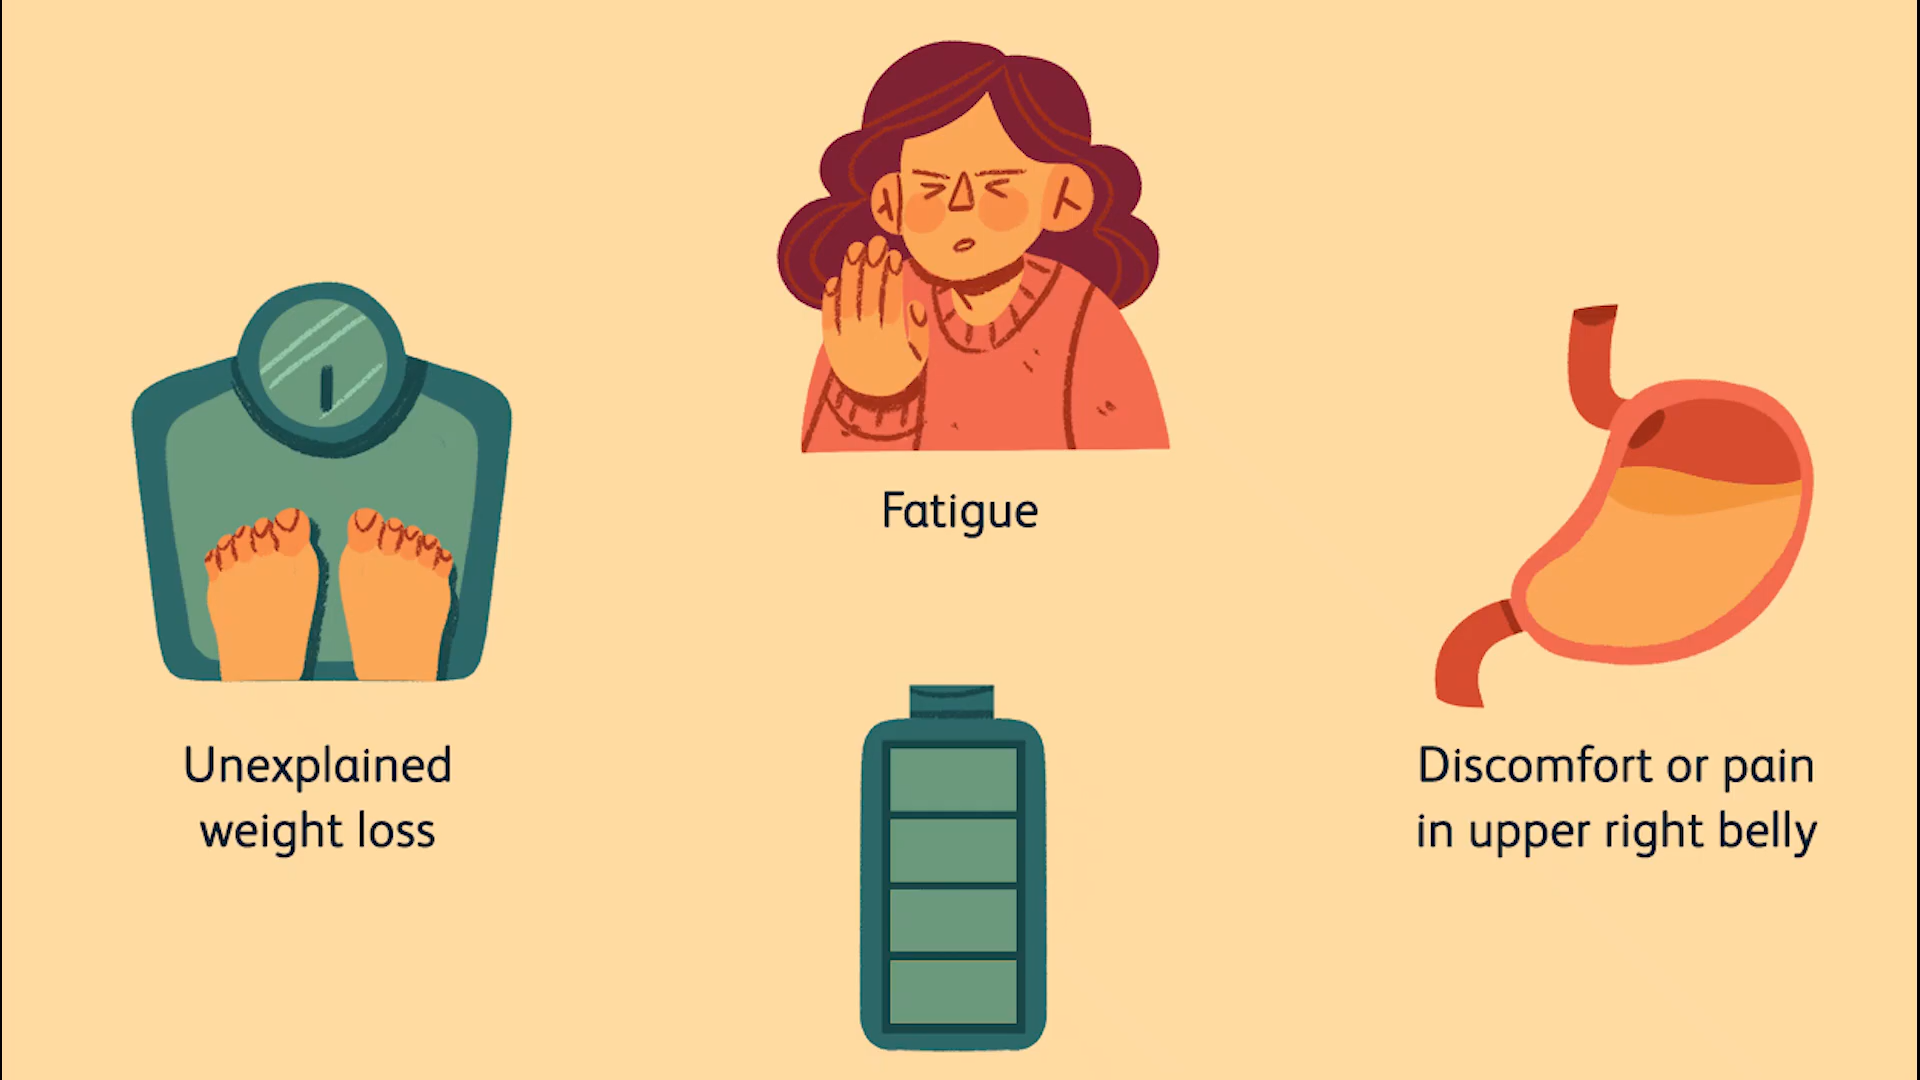 Fatigue
Unexplained
weight loss
Discomfort or pain
in upper right belly